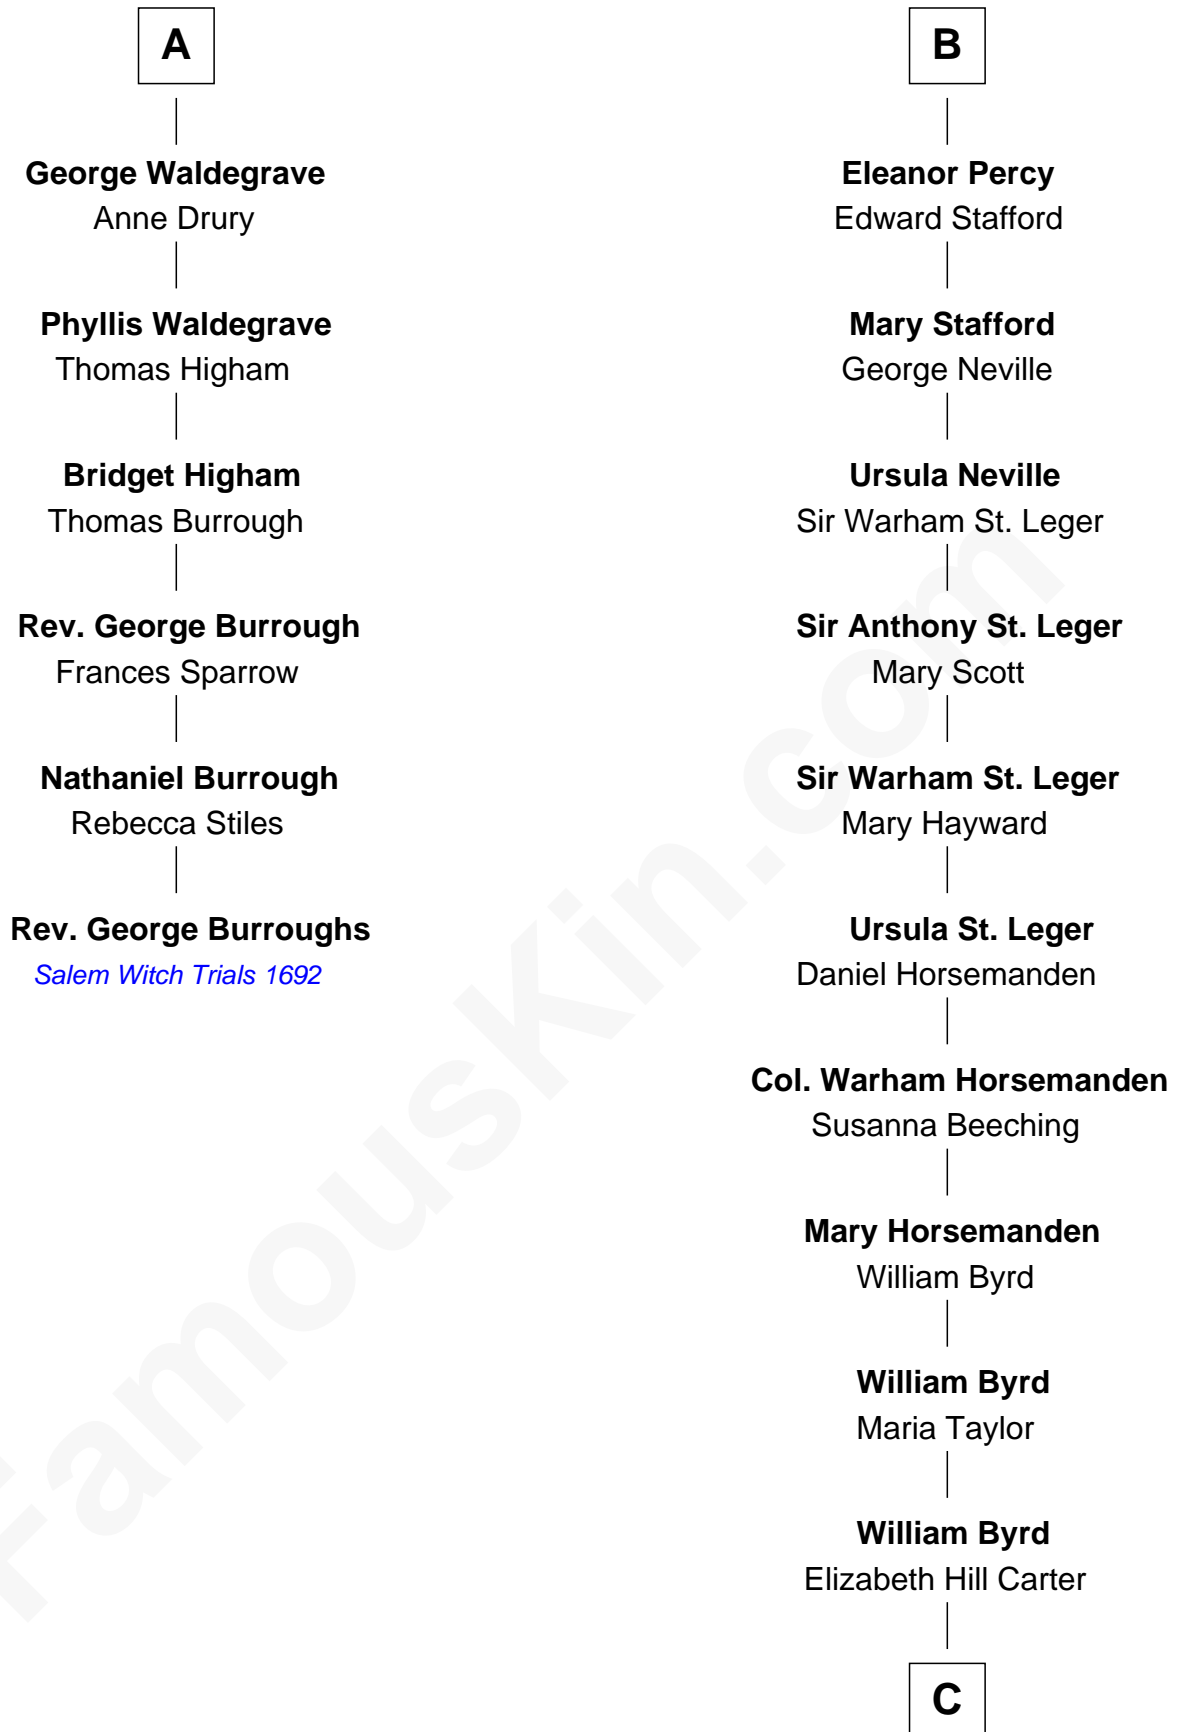 A
George Waldegrave
Anne Drury
Phyllis Waldegrave
Thomas Higham
Bridget Higham
Thomas Burrough
Rev. George Burrough
Frances Sparrow
Nathaniel Burrough
Rebecca Stiles
Rev. George Burroughs
Salem Witch Trials 1692
B
Eleanor Percy
Edward Stafford
Mary Stafford
George Neville
Ursula Neville
Sir Warham St. Leger
Sir Anthony St. Leger
Mary Scott
Sir Warham St. Leger
Mary Hayward
Ursula St. Leger
Daniel Horsemanden
Col. Warham Horsemanden
Susanna Beeching
Mary Horsemanden
William Byrd
William Byrd
Maria Taylor
William Byrd
Elizabeth Hill Carter
C
FamousKin.com